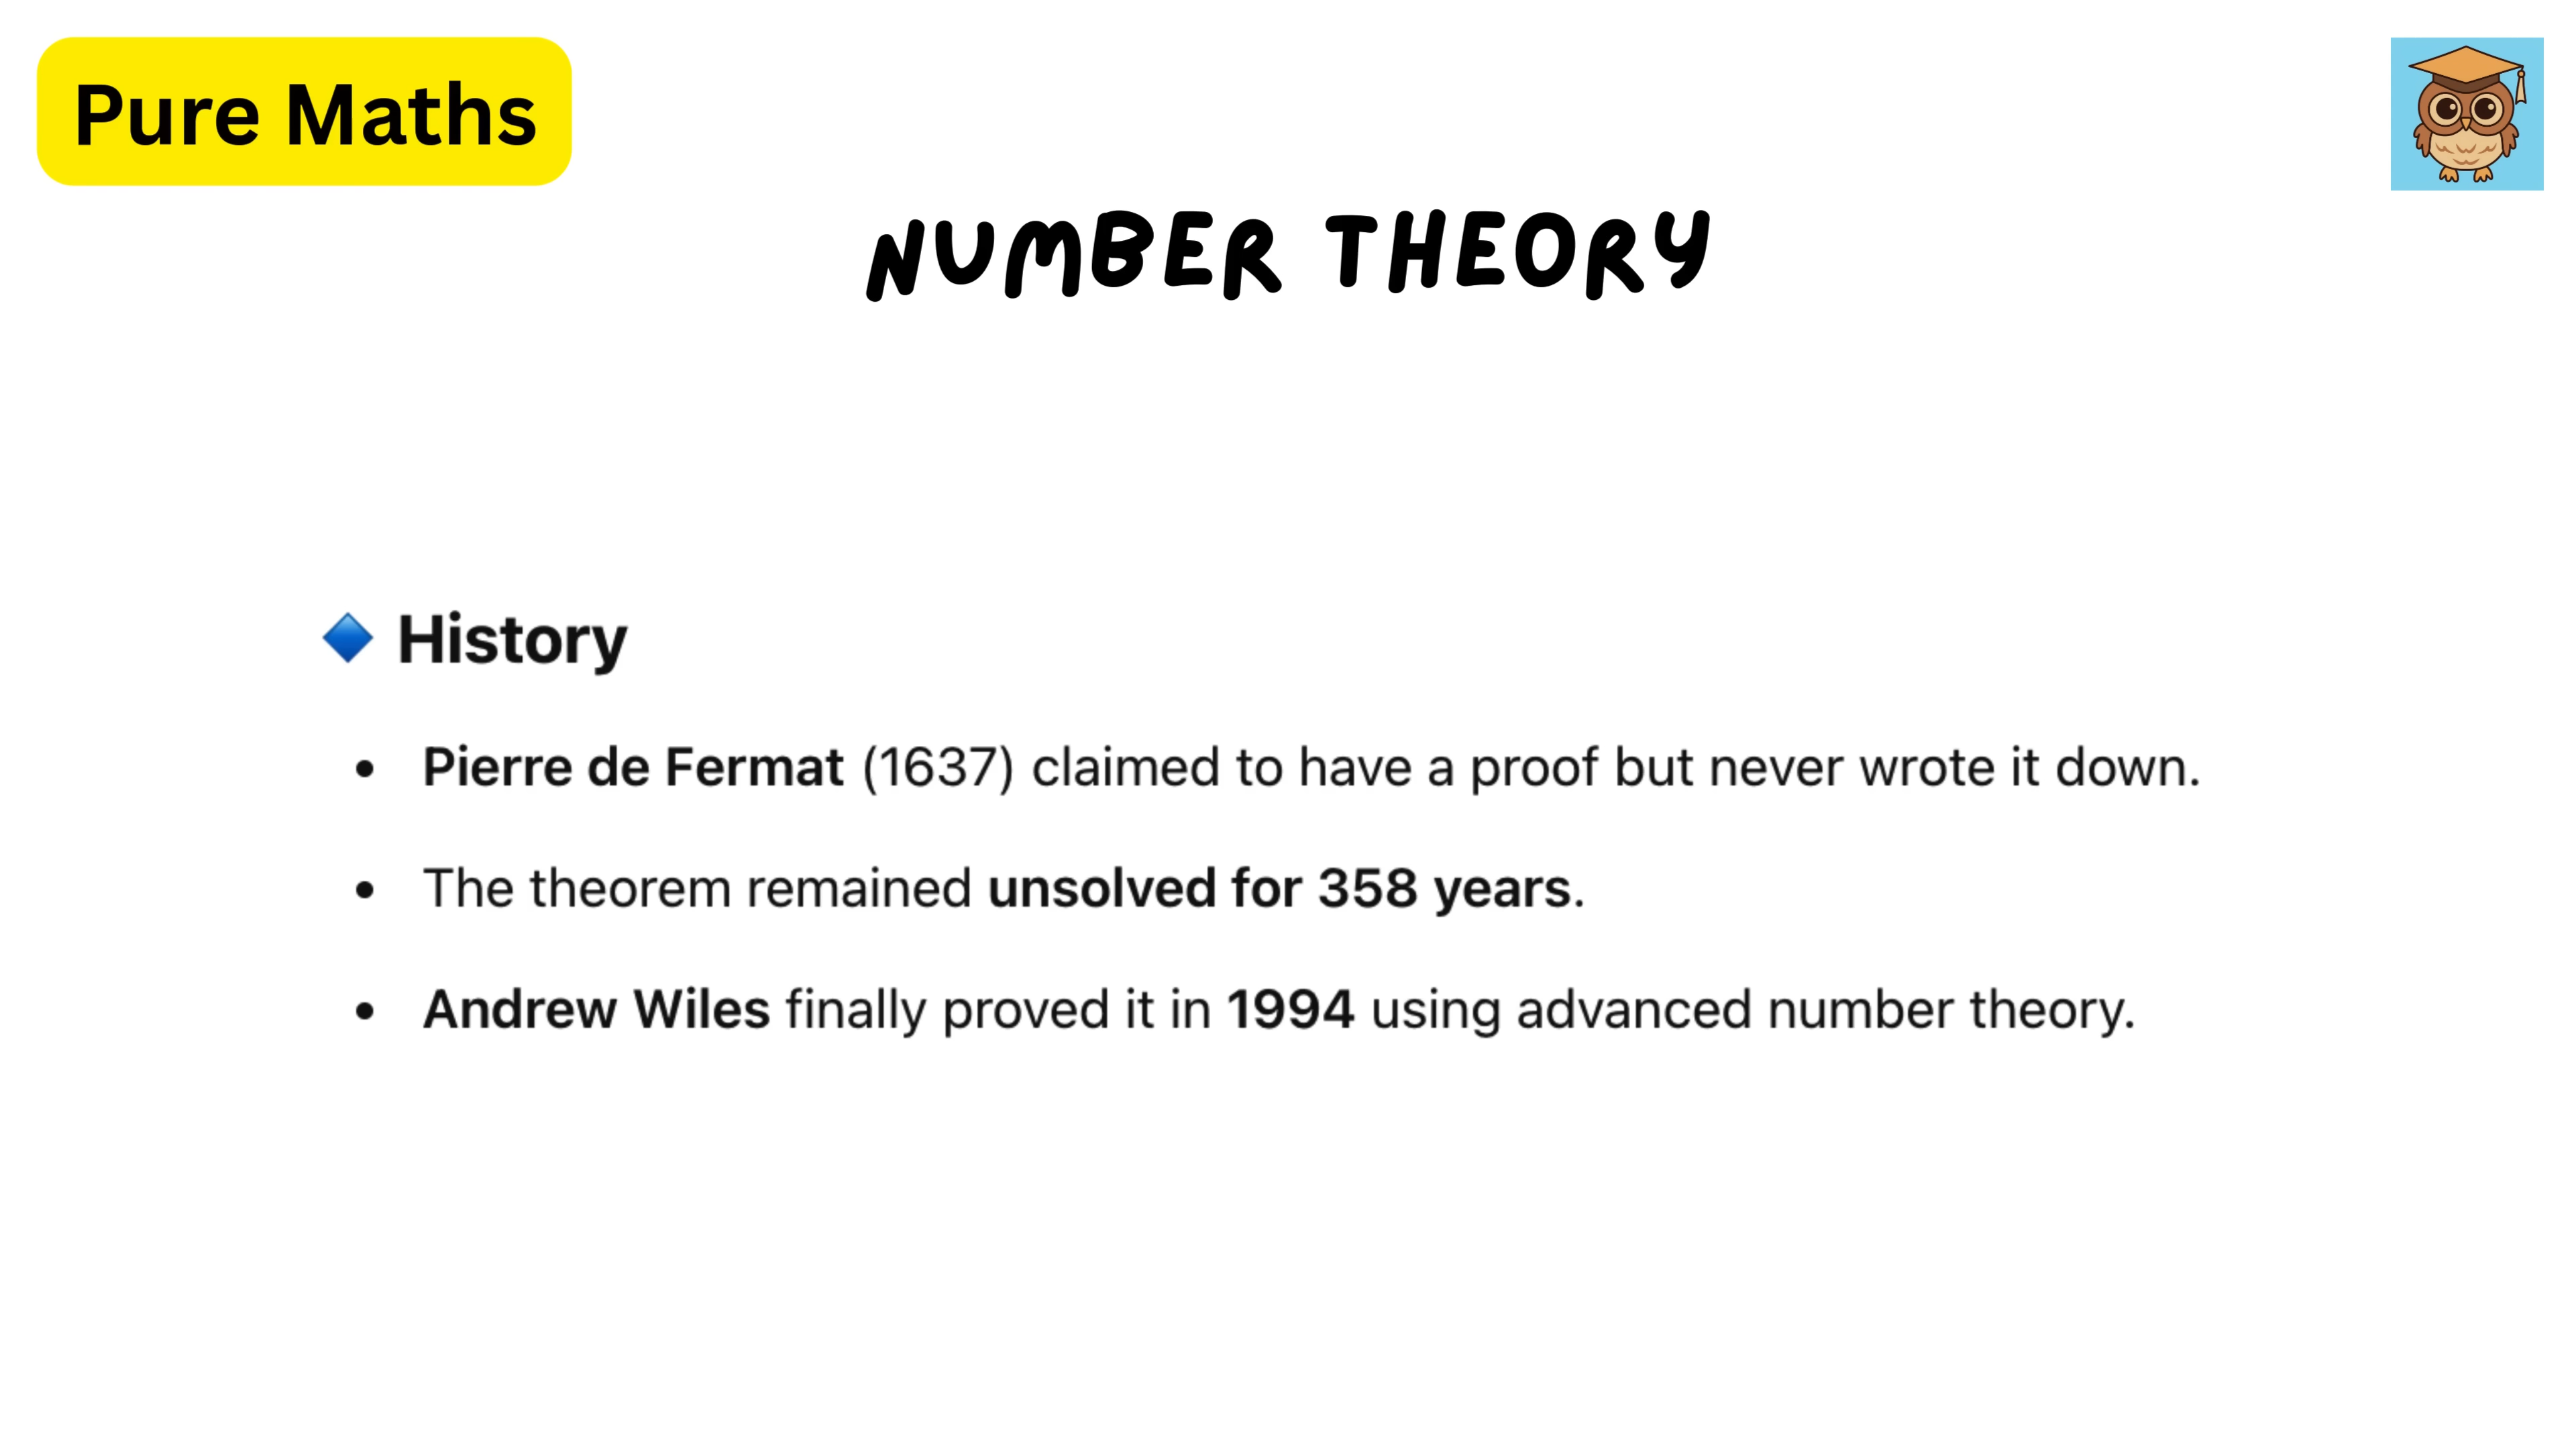 Pure Maths
NUMBER THEORY
History
• Pierre de Fermat (1637) claimed to have a proof but never wrote it down.
• The theorem remained unsolved for 358 years.
• Andrew Wiles finally proved it in 1994 using advanced number theory.